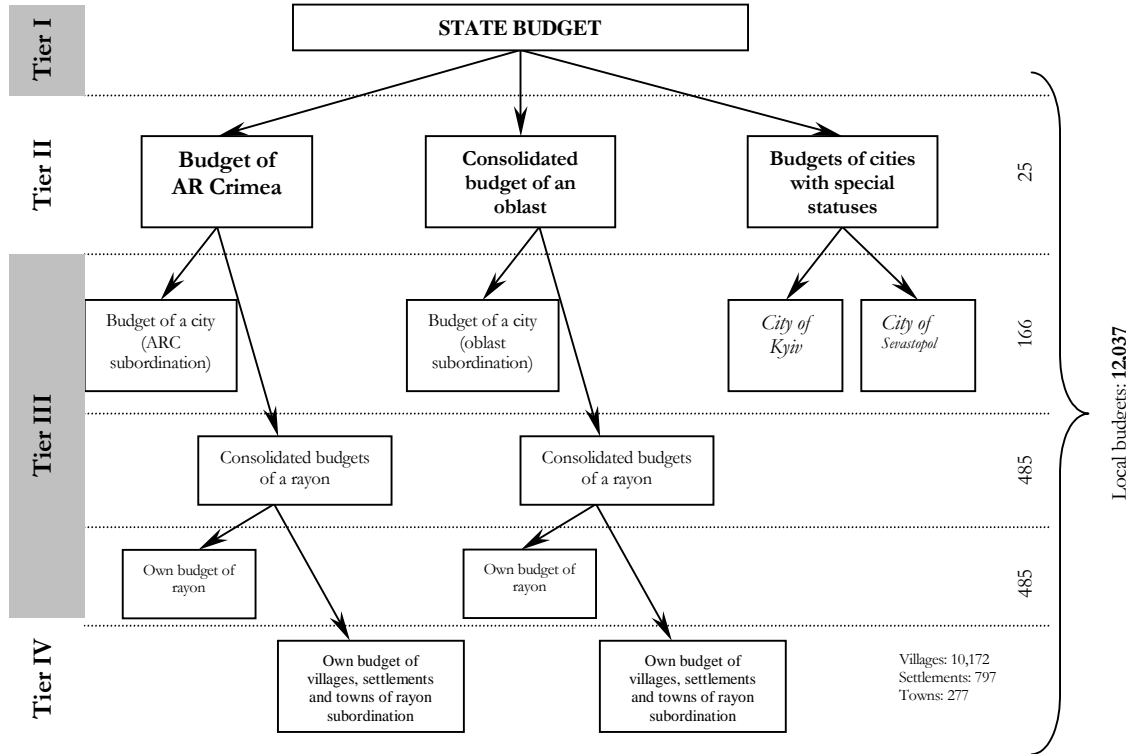 Tier I
STATE BUDGET
Tier II
Budget of
AR Crimea
Consolidated
budget of an
oblast
Budgets of cities
with special
statuses
25
Tier III
Budget of a city
(ARC
subordination)
Budget of a city
(oblast
subordination)
City of
Kyiv
City of
Sevastopol
166
Consolidated budgets
of a rayon
Consolidated budgets
of a rayon
485
Own budget of
rayon
Own budget of
rayon
485
Tier IV
Own budget of
villages, settlements
and towns of rayon
subordination
Own budget of
villages, settlements
and towns of rayon
subordination
Villages: 10,172
Settlements: 797
Towns: 277
Local budgets: 12,037